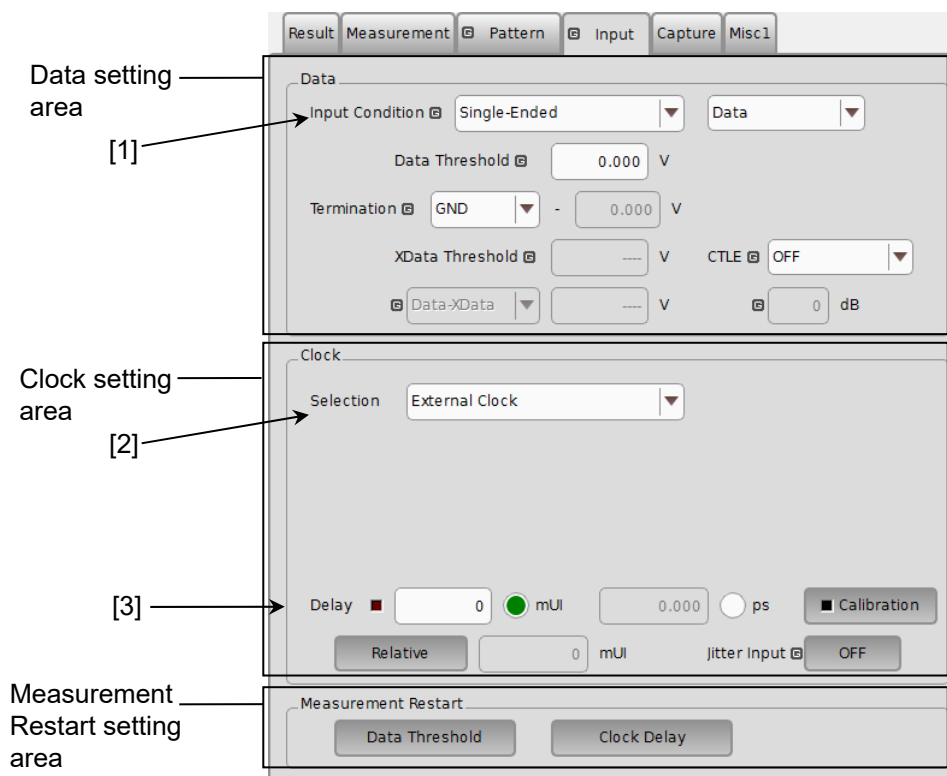 Result Measurement G Pattern G Input Capture Misc1
Data setting area
Data
[1]
Input Condition G Single-Ended Data
Data Threshold G 0.000 V
Termination G GND - 0.000 V
XData Threshold G ---- V CTLE G OFF
G Data-XData ---- V G 0 dB
Clock setting area
Clock
[2]
Selection External Clock
[3]
Delay 0 mUI 0.000 ps Calibration
Relative 0 mUI Jitter Input G OFF
Measurement Restart setting area
Measurement Restart
Data Threshold Clock Delay